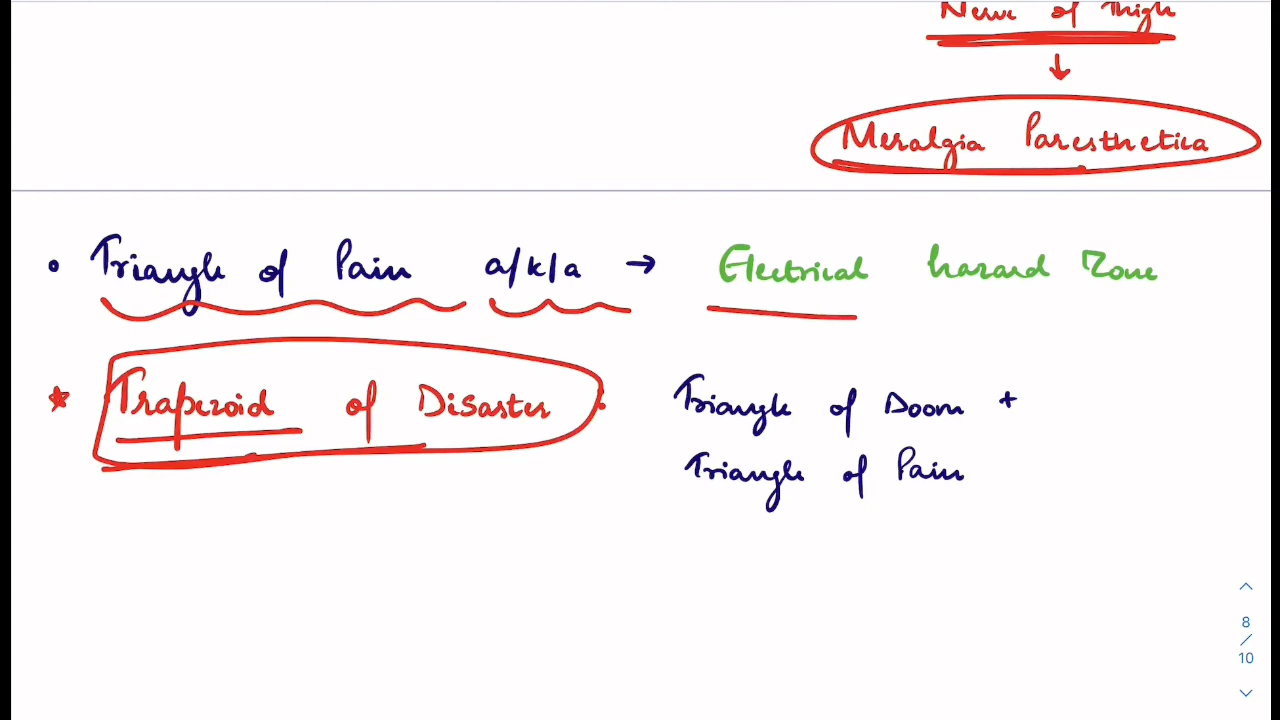 Nerve of Thigh
↓
Meralgia Paresthetica
• Triangle of Pain a/k/a → Electrical hazard Zone
* Trapezoid of Disaster : Triangle of Doom +
Triangle of Pain
8
/
10